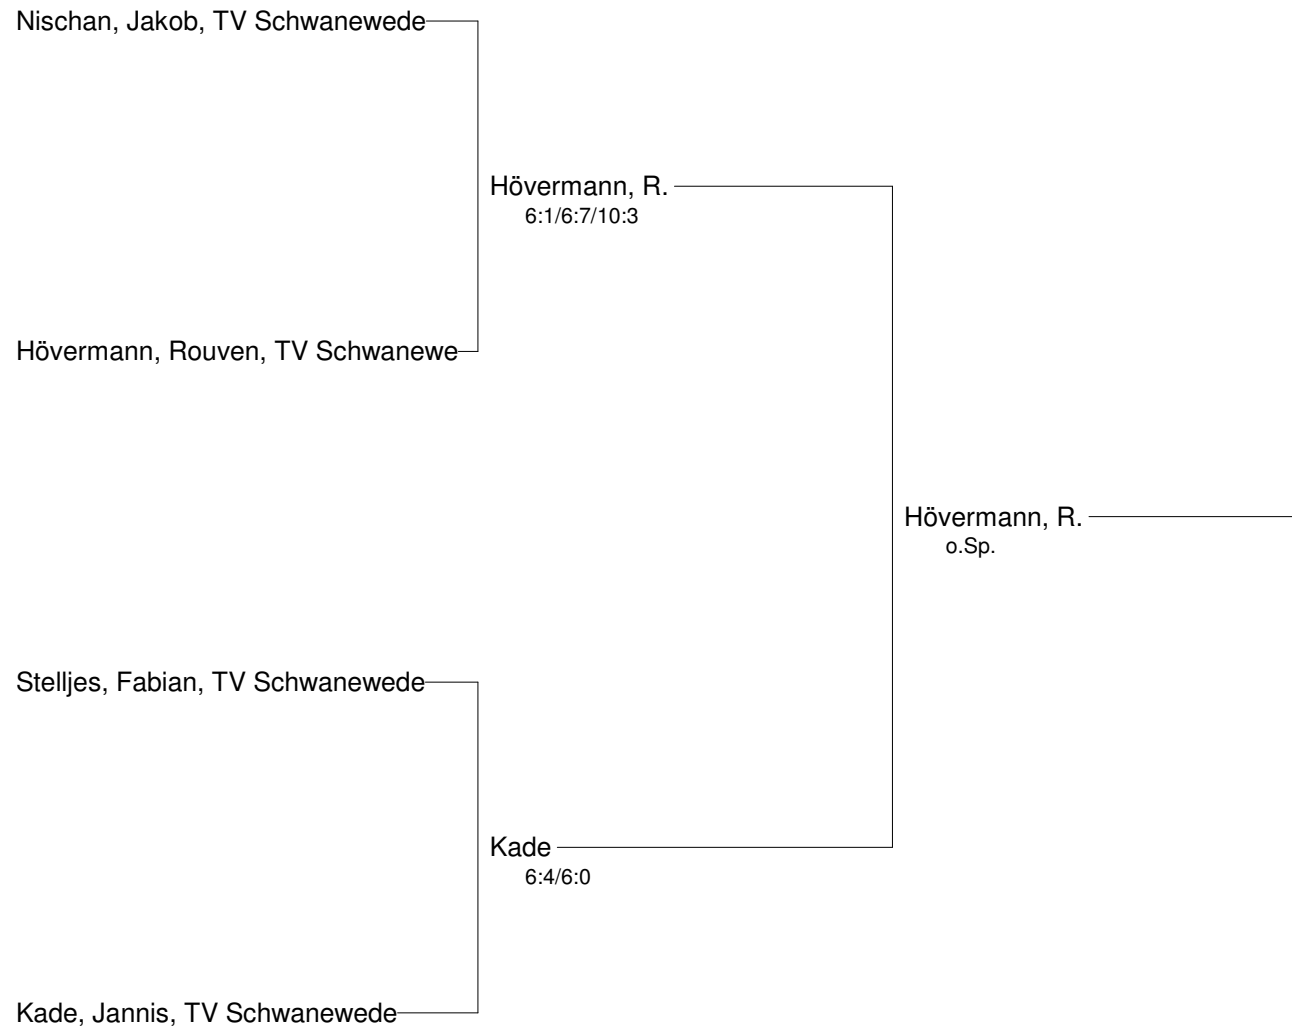 Nischan, Jakob, TV Schwanewede
Hövermann, R.
6:1/6:7/10:3
Hövermann, Rouven, TV Schwanewe
Hövermann, R.
o.Sp.
Stelljes, Fabian, TV Schwanewede
Kade
6:4/6:0
Kade, Jannis, TV Schwanewede